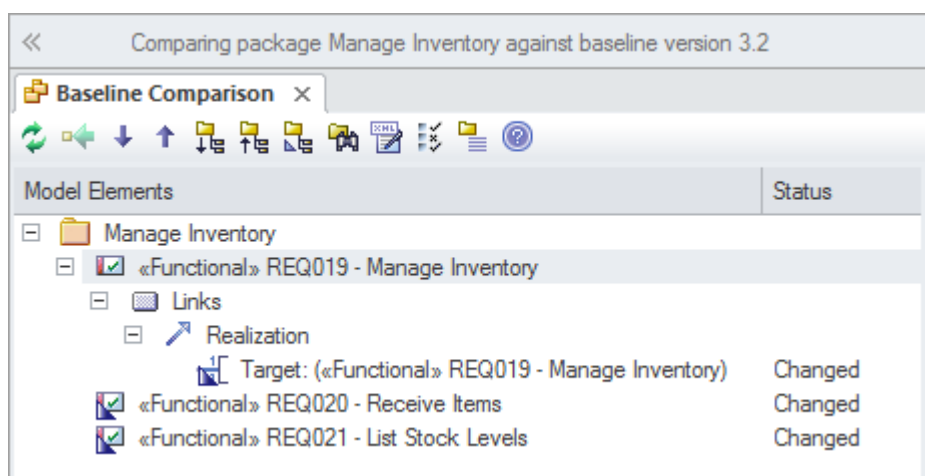 Comparing package Manage Inventory against baseline version 3.2
Baseline Comparison
Model Elements Status
Manage Inventory
«Functional» REQ019 - Manage Inventory
Links
Realization
Target: («Functional» REQ019 - Manage Inventory) Changed
«Functional» REQ020 - Receive Items Changed
«Functional» REQ021 - List Stock Levels Changed